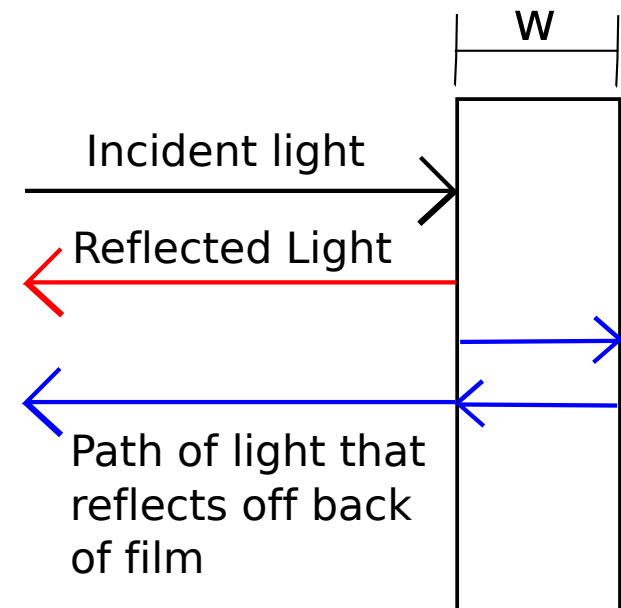 w
Incident light
Reflected Light
Path of light that
reflects off back
of film